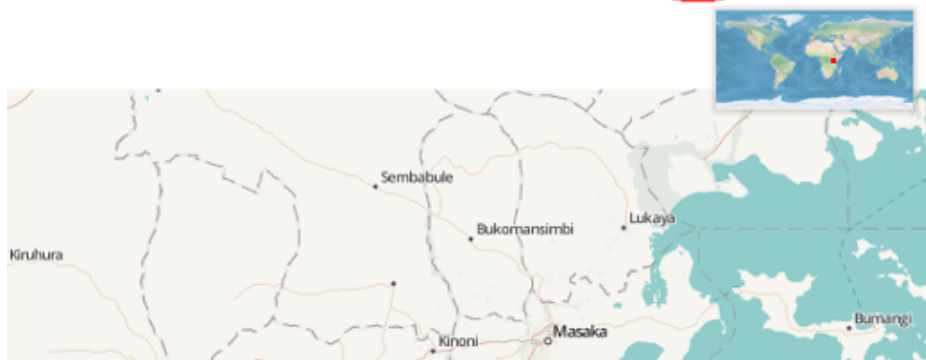 Sembabule
Lukaya
Bukomansimbi
Kiruhura
Bumangi
Masaka
Kinoni